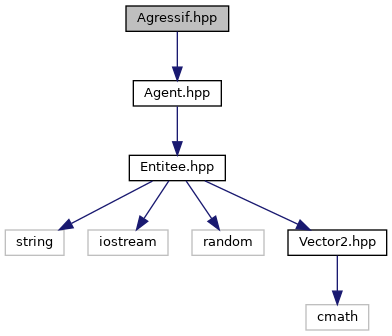 Agressif.hpp
Agent.hpp
Entitee.hpp
string
iostream
random
Vector2.hpp
cmath